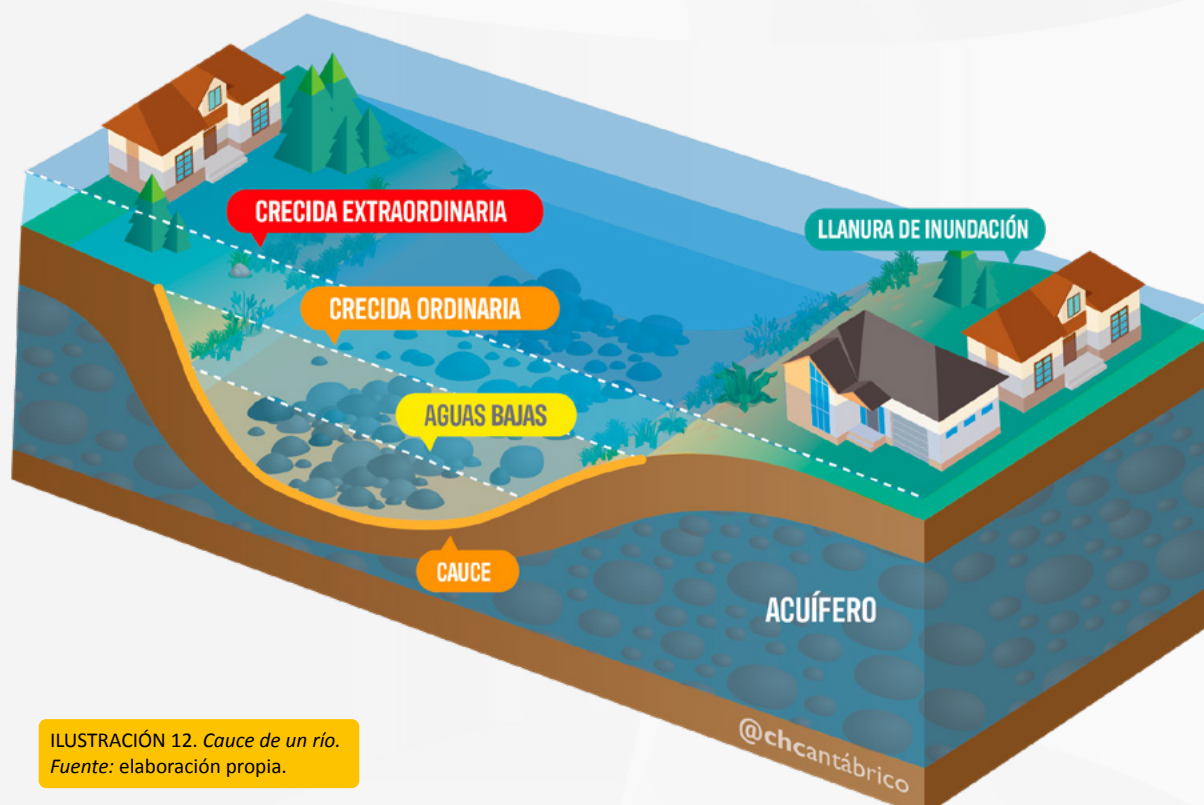 CRECIDA EXTRAORDINARIA
LLANURA DE INUNDACIÓN
CRECIDA ORDINARIA
AGUAS BAJAS
CAUCE
ACUÍFERO
@chcantábrico
ILUSTRACIÓN 12. Cauce de un río.
Fuente: elaboración propia.